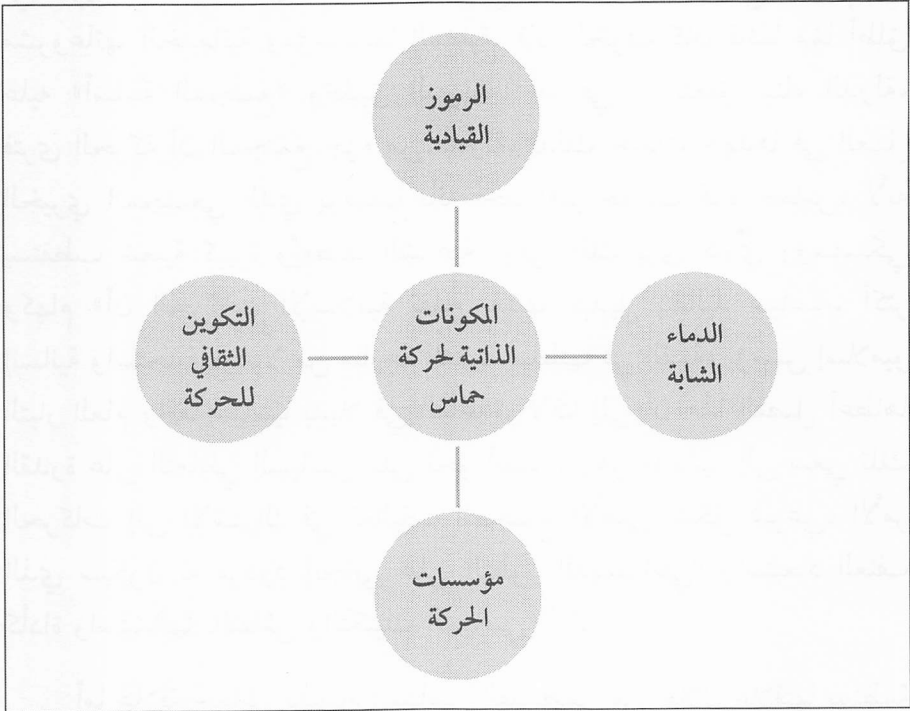 الرموز
القيادية
الدماء
الشابة
المكونات
الذاتية لحركة
حماس
التكوين
الثقافي
للحركة
مؤسسات
الحركة